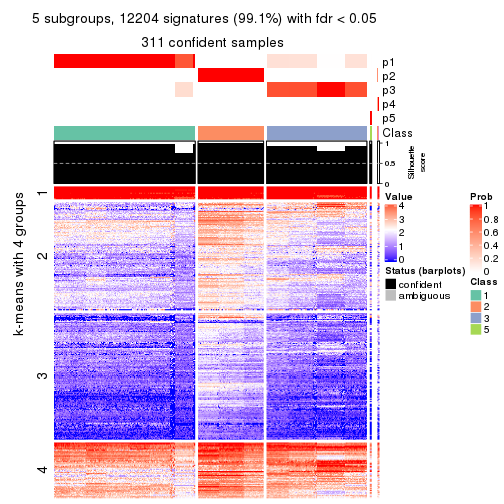 5 subgroups, 12204 signatures (99.1%) with fdr < 0.05
311 confident samples
p1
p2
p3
p4
p5
Class
1
0.5
0
Silhouette
score
k-means with 4 groups
1
2
3
4
Value
4
3
2
1
0
Status (barplots)
confident
ambiguous
Prob
1
0.8
0.6
0.4
0.2
0
Class
1
2
3
5